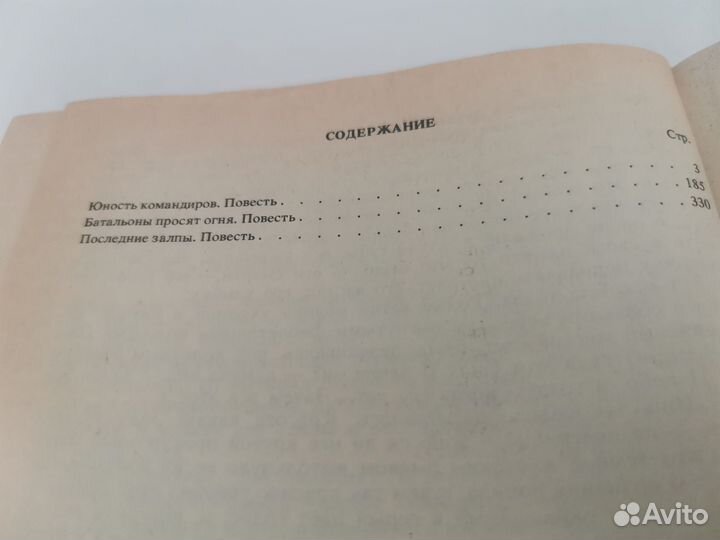 СОДЕРЖАНИЕ
Стр.
Юность командиров. Повесть . . . . . . . . . . . . . . . 3
Батальоны просят огня. Повесть . . . . . . . . . . . . . . 185
Последние залпы. Повесть . . . . . . . . . . . . . . . . 330
Avito